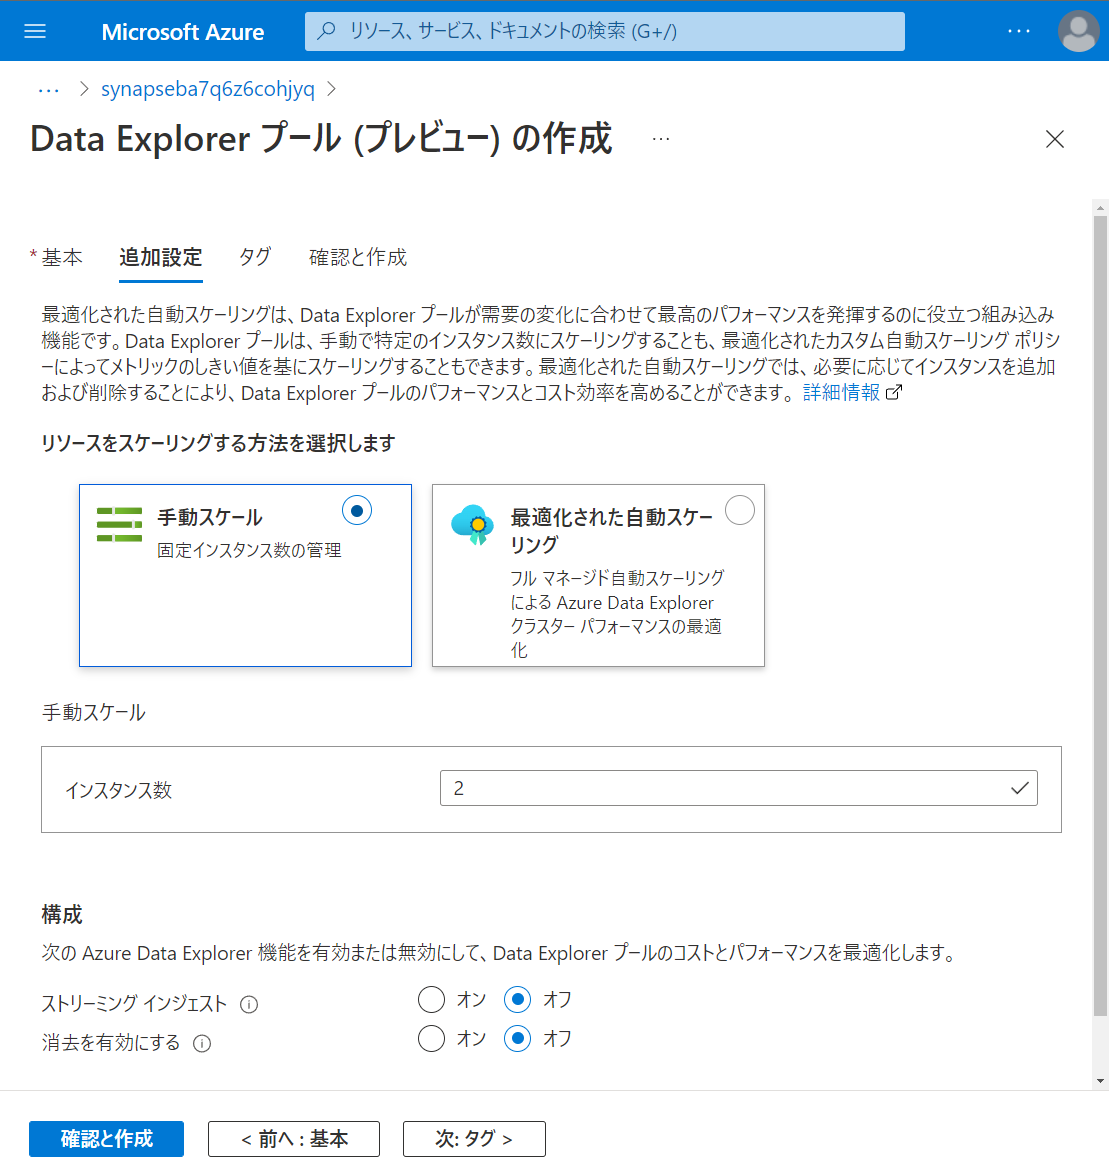 Microsoft Azure
リソース、サービス、ドキュメントの検索 (G+/)
...
... > synapseba7q6z6cohjyq >
Data Explorer プール (プレビュー) の作成 ...
* 基本 追加設定 タグ 確認と作成
最適化された自動スケーリングは、Data Explorer プールが需要の変化に合わせて最高のパフォーマンスを発揮するのに役立つ組み込み
機能です。Data Explorer プールは、手動で特定のインスタンス数にスケーリングすることも、最適化されたカスタム自動スケーリング ポリシ
ーによってメトリックのしきい値を基にスケーリングすることもできます。最適化された自動スケーリングでは、必要に応じてインスタンスを追加
および削除することにより、Data Explorer プールのパフォーマンスとコスト効率を高めることができます。 詳細情報
リソースをスケーリングする方法を選択します
手動スケール
固定インスタンス数の管理
最適化された自動スケー
リング
フル マネージド自動スケーリング
による Azure Data Explorer
クラスター パフォーマンスの最適
化
手動スケール
インスタンス数 2
構成
次の Azure Data Explorer 機能を有効または無効にして、Data Explorer プールのコストとパフォーマンスを最適化します。
ストリーミング インジェスト オン オフ
消去を有効にする オン オフ
確認と作成 < 前へ : 基本 次: タグ >